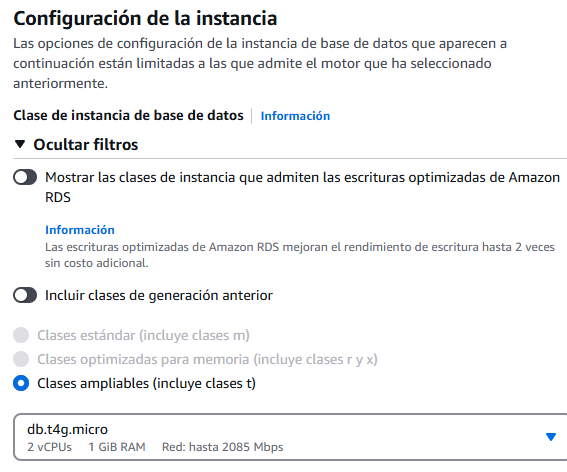 Configuración de la instancia
Las opciones de configuración de la instancia de base de datos que aparecen a
continuación están limitadas a las que admite el motor que ha seleccionado
anteriormente.
Clase de instancia de base de datos Información
Ocultar filtros
Mostrar las clases de instancia que admiten las escrituras optimizadas de Amazon
RDS
Información
Las escrituras optimizadas de Amazon RDS mejoran el rendimiento de escritura hasta 2 veces
sin costo adicional.
Incluir clases de generación anterior
Clases estándar (incluye clases m)
Clases optimizadas para memoria (incluye clases r y x)
Clases ampliables (incluye clases t)
db.t4g.micro
2 vCPUs 1 GiB RAM Red: hasta 2085 Mbps